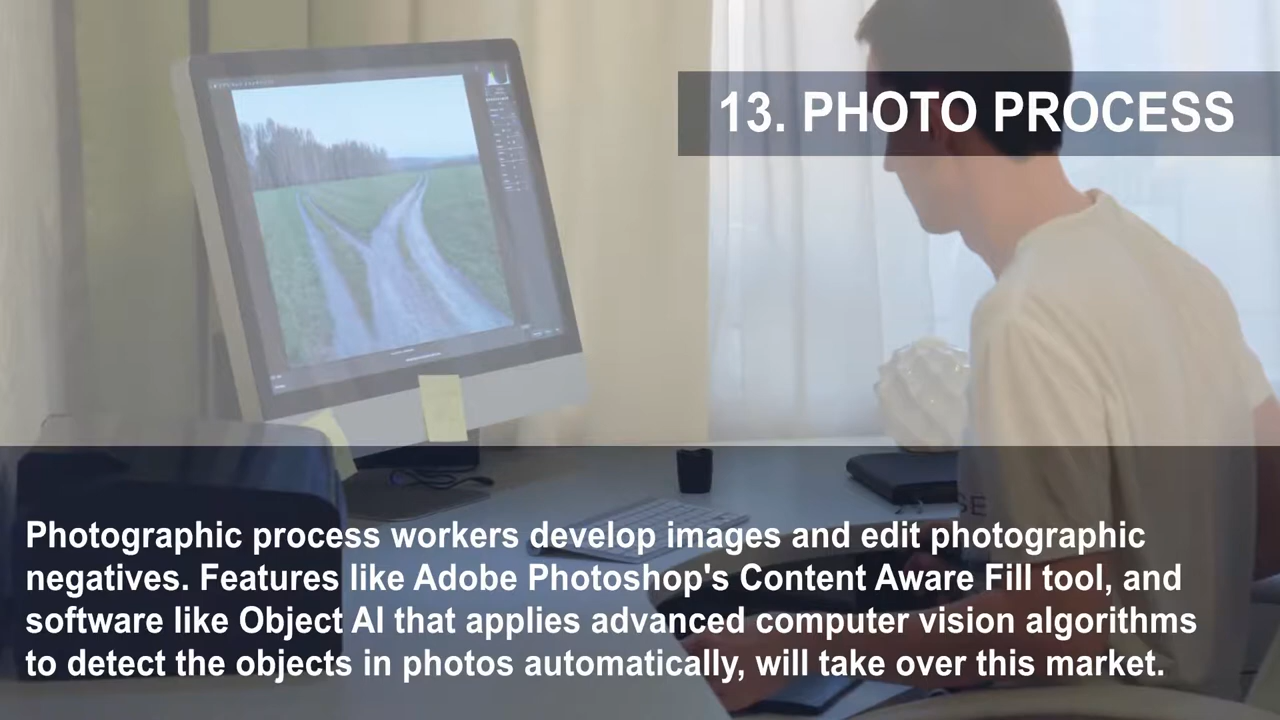 13. PHOTO PROCESS
GE
Photographic process workers develop images and edit photographic
negatives. Features like Adobe Photoshop's Content Aware Fill tool, and
software like Object AI that applies advanced computer vision algorithms
to detect the objects in photos automatically, will take over this market.